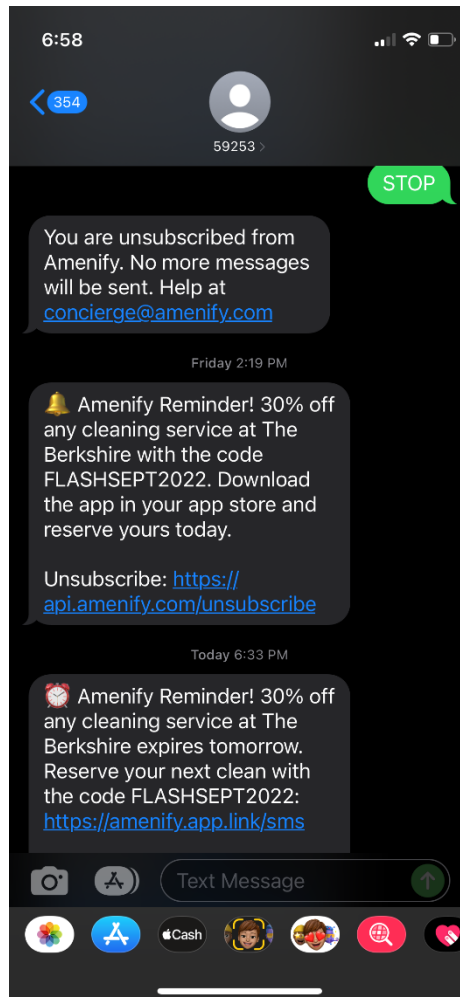 6:58
354
59253 >
STOP
You are unsubscribed from
Amenify. No more messages
will be sent. Help at
concierge@amenify.com
Friday 2:19 PM
🔔 Amenify Reminder! 30% off
any cleaning service at The
Berkshire with the code
FLASHSEPT2022. Download
the app in your app store and
reserve yours today.
Unsubscribe: https://
api.amenify.com/unsubscribe
Today 6:33 PM
⏰ Amenify Reminder! 30% off
any cleaning service at The
Berkshire expires tomorrow.
Reserve your next clean with
the code FLASHSEPT2022:
https://amenify.app.link/sms
Text Message
Cash